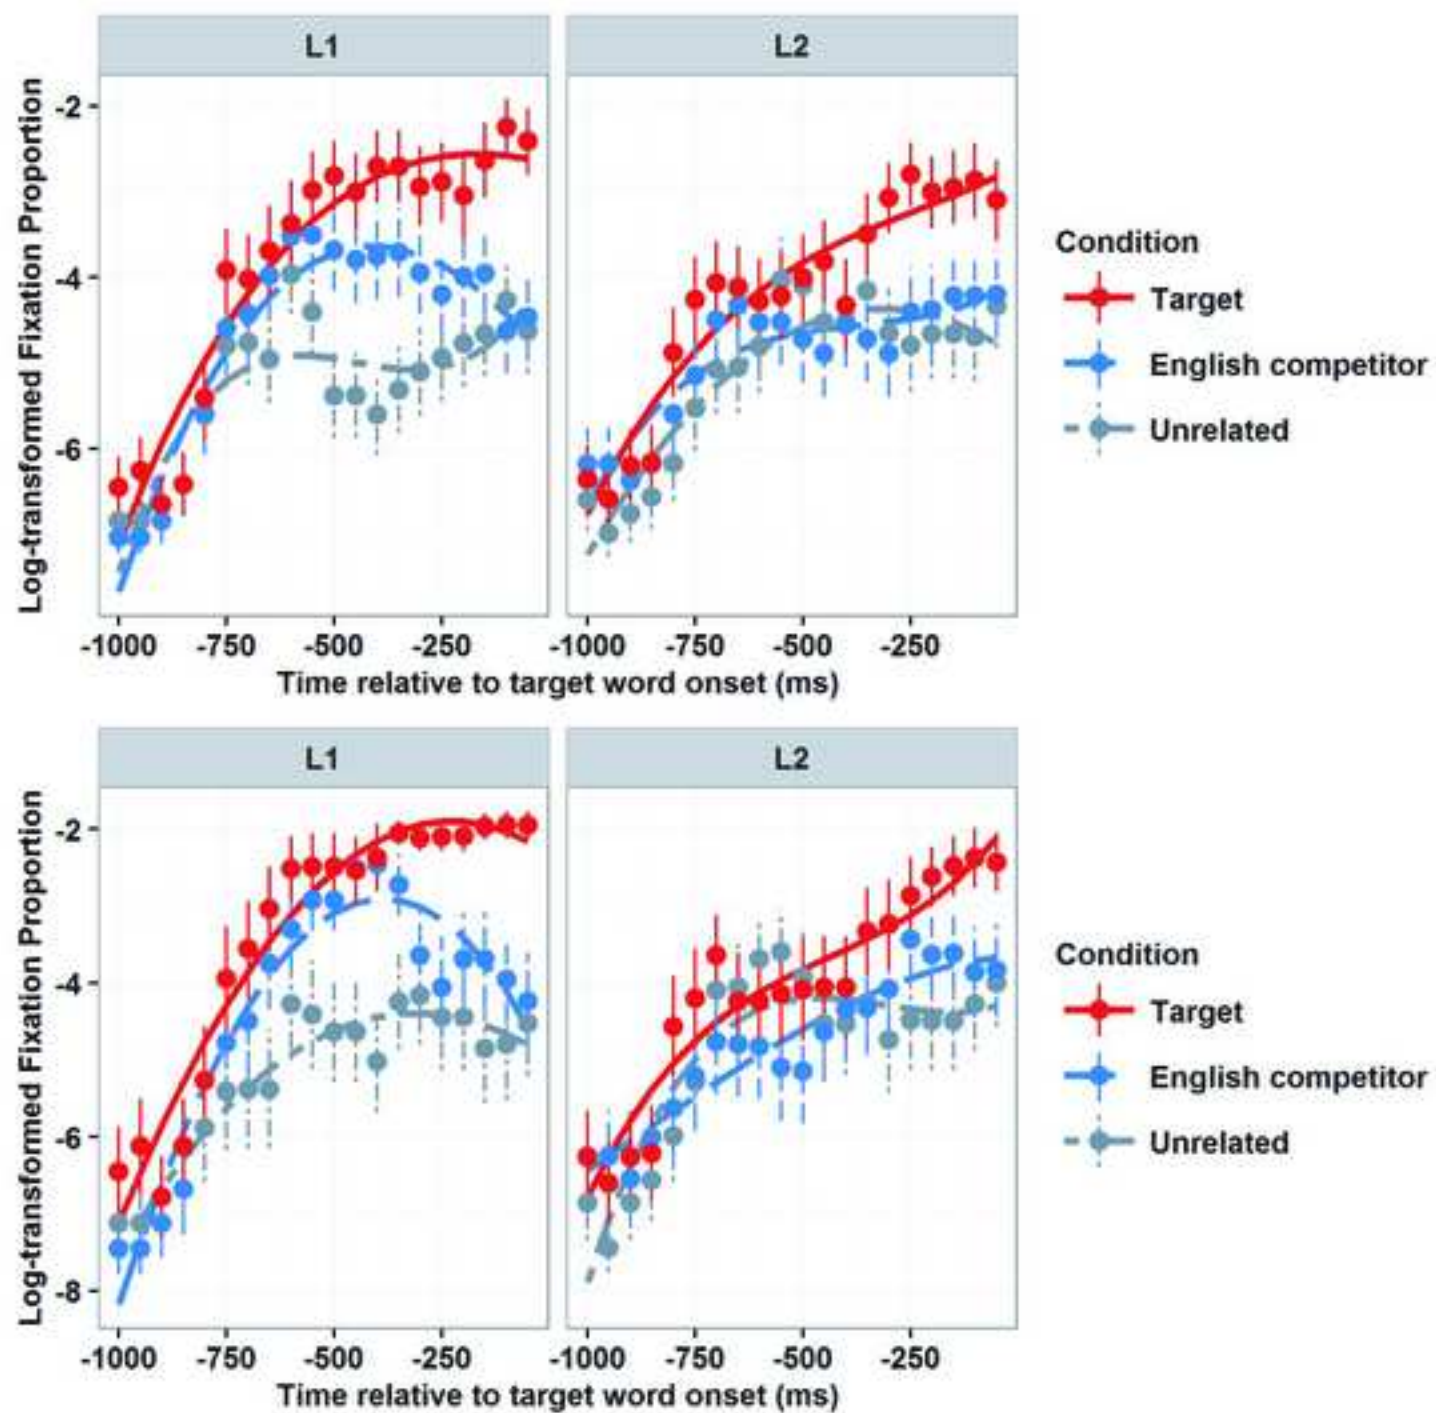 L1
L2
Log-transformed Fixation Proportion
-2
-4
-6
-1000 -750 -500 -250
-1000 -750 -500 -250
Time relative to target word onset (ms)
Condition
Target
English competitor
Unrelated
L1
L2
Log-transformed Fixation Proportion
-2
-4
-6
-8
-1000 -750 -500 -250
-1000 -750 -500 -250
Time relative to target word onset (ms)
Condition
Target
English competitor
Unrelated